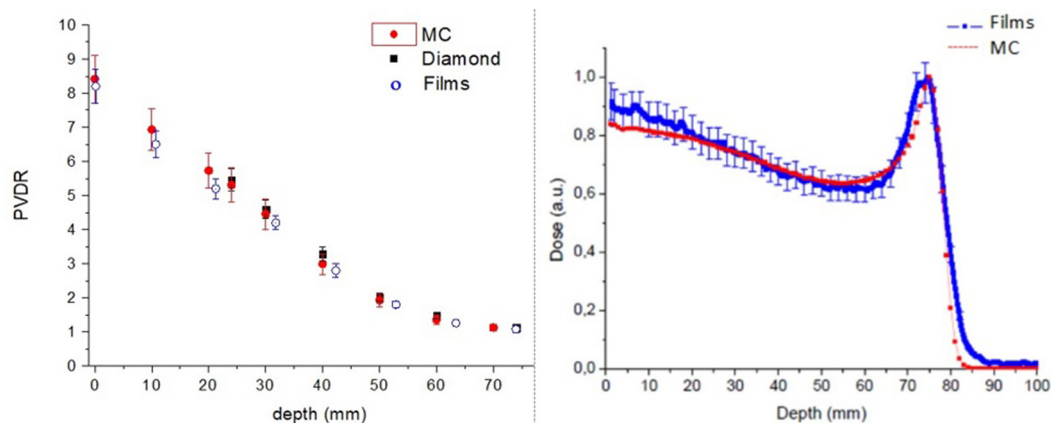 MC
Diamond
Films
10
9
8
7
6
5
4
3
2
1
0
PVDR
0 10 20 30 40 50 60 70
depth (mm)
Films
MC
1,0
0,8
0,6
0,4
0,2
0,0
Dose (a.u.)
0 10 20 30 40 50 60 70 80 90 100
Depth (mm)